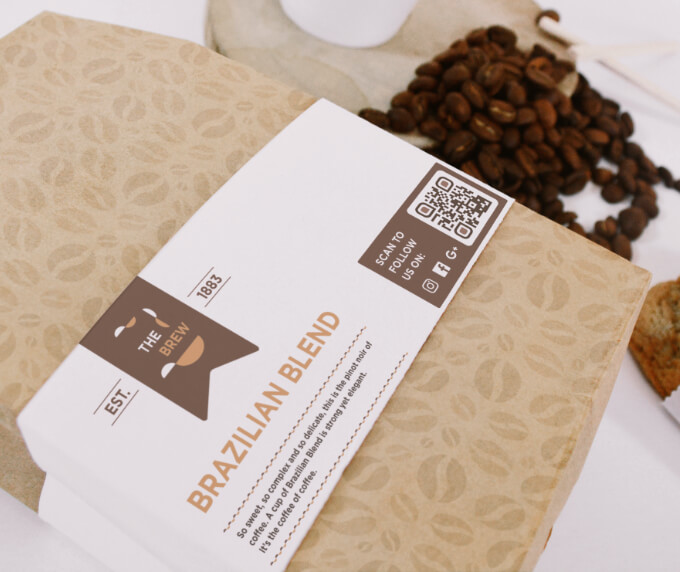 SCAN TO
FOLLOW
US ON:
G+
EST.
1883
THE
BREW
BRAZILIAN BLEND
So sweet, so complex and so delicate, this is the pinot noir of
coffee. A cup of Brazilian Blend is strong yet elegant.
It's the coffee of coffee.